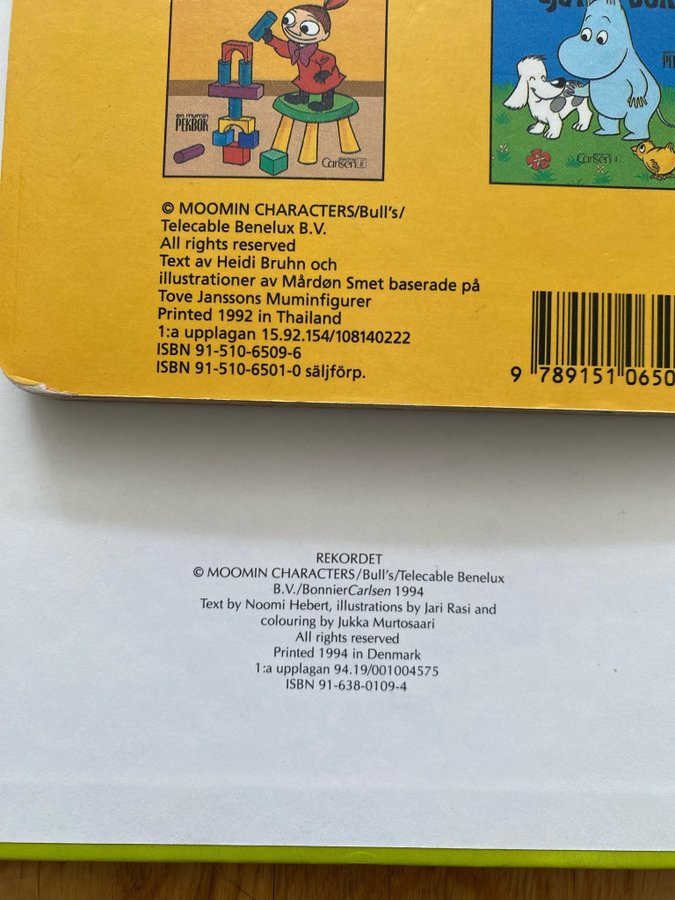 en mumin
PEKBOK
Carlsen
en mumin
Carlsen
© MOOMIN CHARACTERS/Bull's/
Telecable Benelux B.V.
All rights reserved
Text av Heidi Bruhn och
illustrationer av Mårdøn Smet baserade på
Tove Janssons Muminfigurer
Printed 1992 in Thailand
1:a upplagan 15.92.154/108140222
ISBN 91-510-6509-6
ISBN 91-510-6501-0 säljförp.
9 789151 0650
REKORDET
© MOOMIN CHARACTERS/Bull's/Telecable Benelux
B.V./BonnierCarlsen 1994
Text by Noomi Hebert, illustrations by Jari Rasi and
colouring by Jukka Murtosaari
All rights reserved
Printed 1994 in Denmark
1:a upplagan 94.19/001004575
ISBN 91-638-0109-4